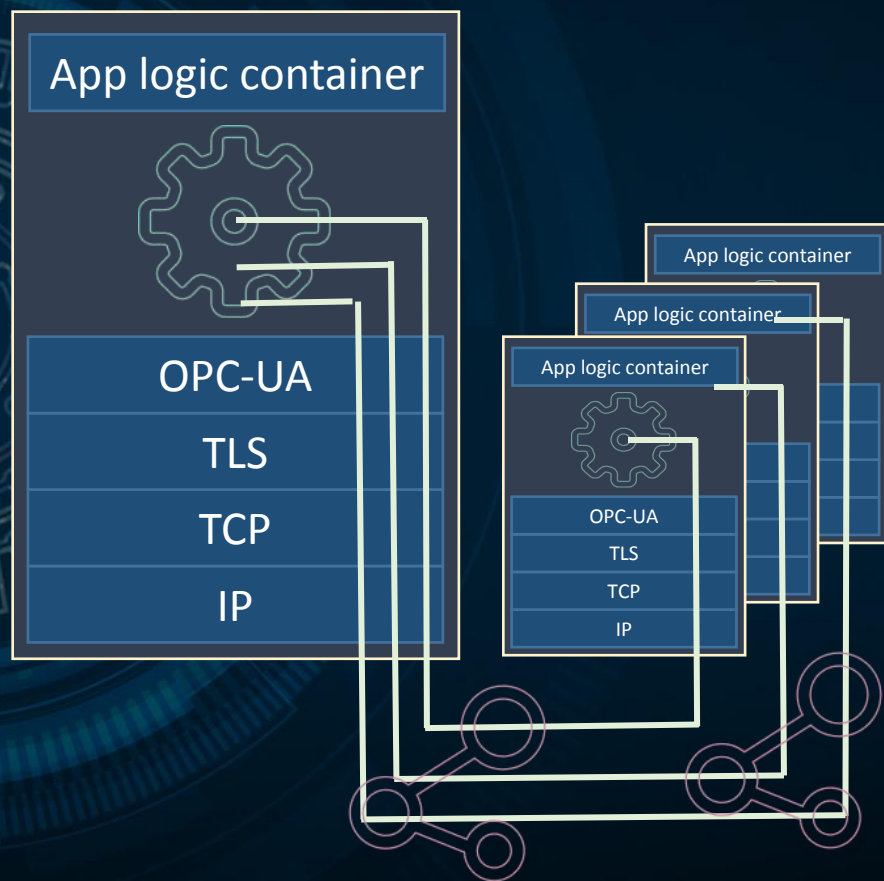 App logic container
OPC-UA
TLS
TCP
IP
App logic container
App logic container
App logic container
OPC-UA
TLS
TCP
IP